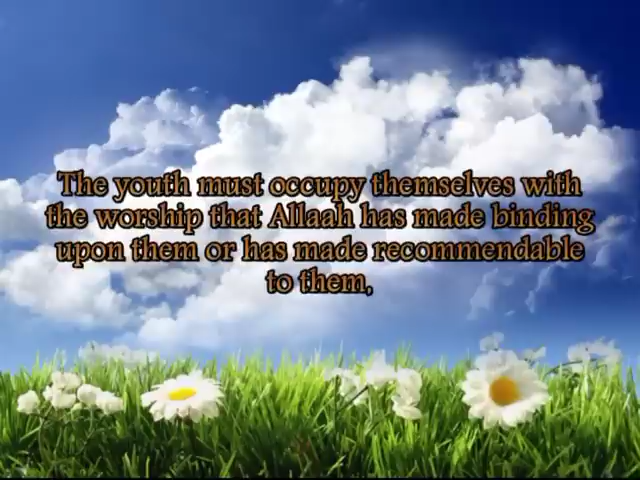 The youth must occupy themselves with
the worship that Allaah has made binding
upon them or has made recommendable
to them,